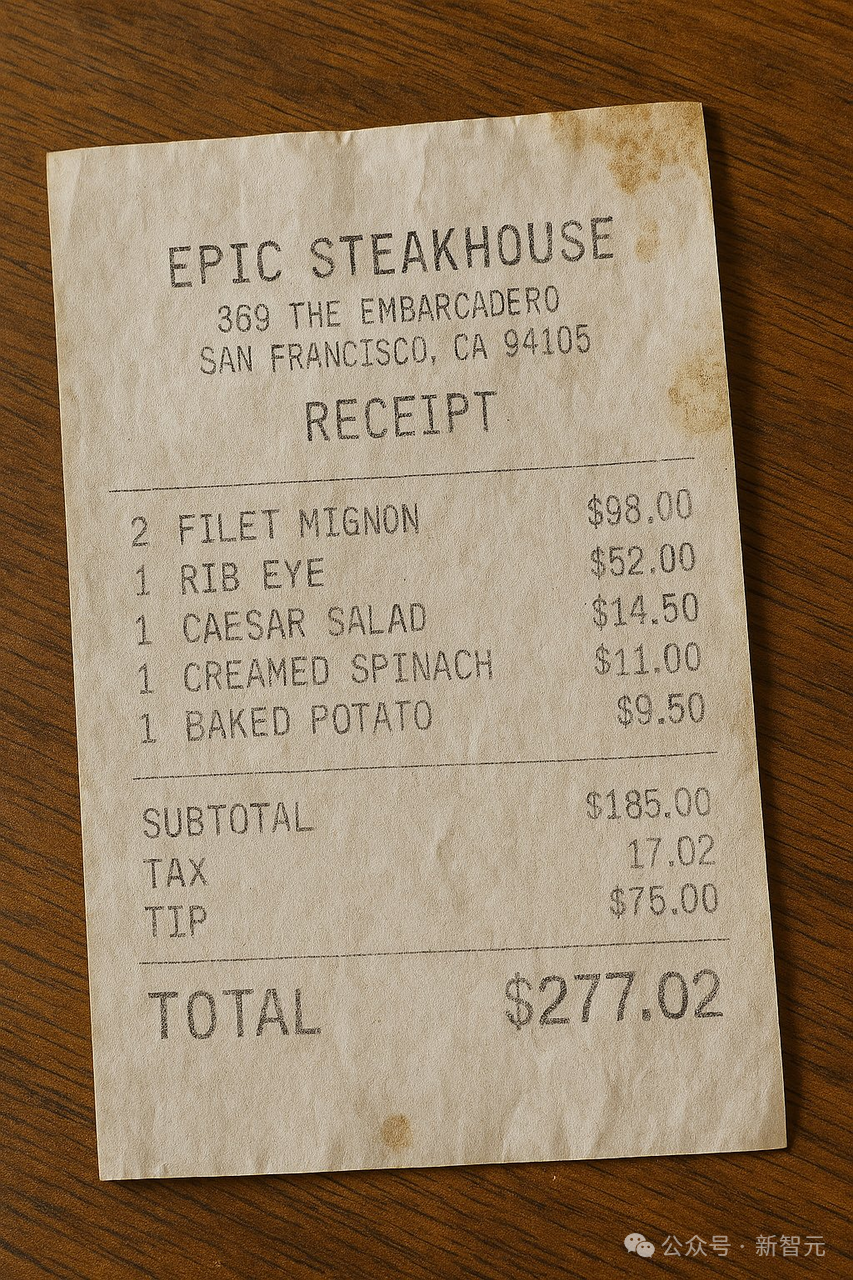 EPIC STEAKHOUSE
369 THE EMBARCADERO
SAN FRANCISCO, CA 94105
RECEIPT
2 FILET MIGNON $98.00
1 RIB EYE $52.00
1 CAESAR SALAD $14.50
1 CREAMED SPINACH $11.00
1 BAKED POTATO $9.50
SUBTOTAL $185.00
TAX 17.02
TIP $75.00
TOTAL $277.02
公众号 · 新智元